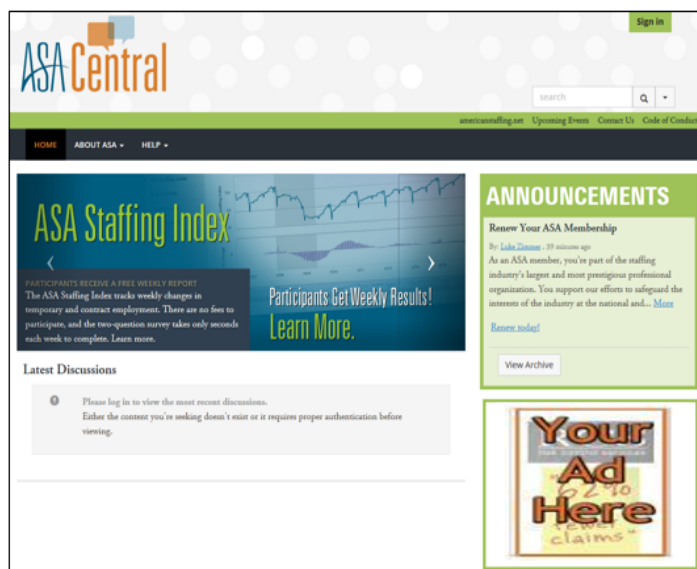 Sign in
ASACentral
search
americanstaffing.net Upcoming Events Contact Us Code of Conduct
HOME ABOUT ASA HELP
ASA Staffing Index
PARTICIPANTS RECEIVE A FREE WEEKLY REPORT
The ASA Staffing Index tracks weekly changes in
temporary and contract employment. There are no fees to
participate, and the two-question survey takes only seconds
each week to complete. Learn more.
Participants Get Weekly Results!
Learn More.
Latest Discussions
Please log in to view the most recent discussions.
Either the content you're seeking doesn't exist or it requires proper authentication before
viewing.
ANNOUNCEMENTS
Renew Your ASA Membership
By: Luke Zimmer , 39 minutes ago
As an ASA member, you're part of the staffing
industry's largest and most prestigious professional
organization. You support our efforts to safeguard the
interests of the industry at the national and... More
Renew today!
View Archive
Your
Ad
"62%
Here
fewer
claims"